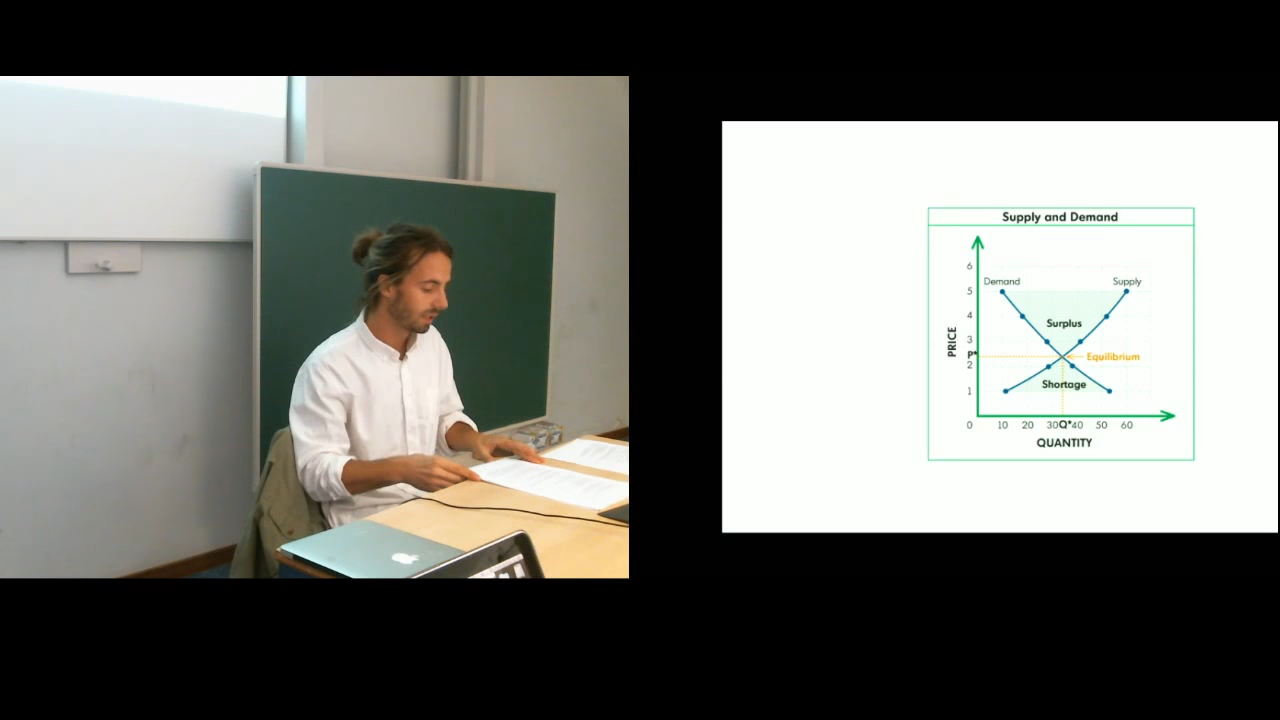 Supply and Demand
6
Demand
Supply
5
4
Surplus
3
PRICE
P*
Equilibrium
2
Shortage
1
0 10 20 30 Q* 40 50 60
QUANTITY